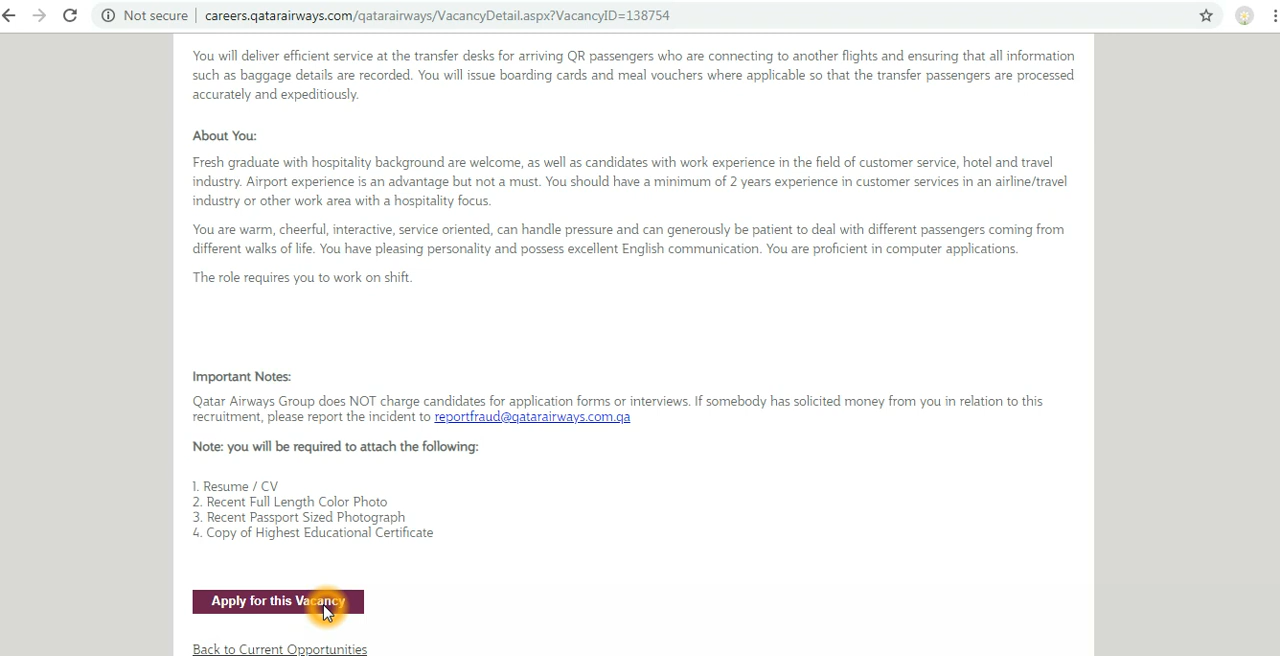 Not secure
careers.qatarairways.com/qatarairways/VacancyDetail.aspx?VacancyID=138754
You will deliver efficient service at the transfer desks for arriving QR passengers who are connecting to another flights and ensuring that all information
such as baggage details are recorded. You will issue boarding cards and meal vouchers where applicable so that the transfer passengers are processed
accurately and expeditiously.
About You:
Fresh graduate with hospitality background are welcome, as well as candidates with work experience in the field of customer service, hotel and travel
industry. Airport experience is an advantage but not a must. You should have a minimum of 2 years experience in customer services in an airline/travel
industry or other work area with a hospitality focus.
You are warm, cheerful, interactive, service oriented, can handle pressure and can generously be patient to deal with different passengers coming from
different walks of life. You have pleasing personality and possess excellent English communication. You are proficient in computer applications.
The role requires you to work on shift.
Important Notes:
Qatar Airways Group does NOT charge candidates for application forms or interviews. If somebody has solicited money from you in relation to this
recruitment, please report the incident to reportfraud@qatarairways.com.qa
Note: you will be required to attach the following:
1. Resume / CV
2. Recent Full Length Color Photo
3. Recent Passport Sized Photograph
4. Copy of Highest Educational Certificate
Apply for this Vacancy
Back to Current Opportunities